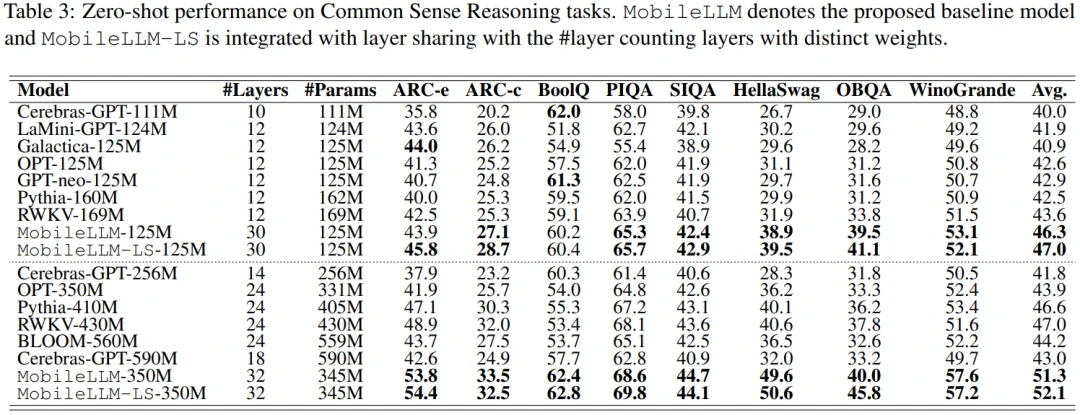 Table 3: Zero-shot performance on Common Sense Reasoning tasks. MobileLLM denotes the proposed baseline model
and MobileLLM-LS is integrated with layer sharing with the #layer counting layers with distinct weights.
Model #Layers #Params ARC-e ARC-c BoolQ PIQA SIQA HellaSwag OBQA WinoGrande Avg.
Cerebras-GPT-111M 10 111M 35.8 20.2 62.0 58.0 39.8 26.7 29.0 48.8 40.0
LaMini-GPT-124M 12 124M 43.6 26.0 51.8 62.7 42.1 30.2 29.6 49.2 41.9
Galactica-125M 12 125M 44.0 26.2 54.9 55.4 38.9 29.6 28.2 49.6 40.9
OPT-125M 12 125M 41.3 25.2 57.5 62.0 41.9 31.1 31.2 50.8 42.6
GPT-neo-125M 12 125M 40.7 24.8 61.3 62.5 41.9 29.7 31.6 50.7 42.9
Pythia-160M 12 162M 40.0 25.3 59.5 62.0 41.5 29.9 31.2 50.9 42.5
RWKV-169M 12 169M 42.5 25.3 59.1 63.9 40.7 31.9 33.8 51.5 43.6
MobileLLM-125M 30 125M 43.9 27.1 60.2 65.3 42.4 38.9 39.5 53.1 46.3
MobileLLM-LS-125M 30 125M 45.8 28.7 60.4 65.7 42.9 39.5 41.1 52.1 47.0
Cerebras-GPT-256M 14 256M 37.9 23.2 60.3 61.4 40.6 28.3 31.8 50.5 41.8
OPT-350M 24 331M 41.9 25.7 54.0 64.8 42.6 36.2 33.3 52.4 43.9
Pythia-410M 24 405M 47.1 30.3 55.3 67.2 43.1 40.1 36.2 53.4 46.6
RWKV-430M 24 430M 48.9 32.0 53.4 68.1 43.6 40.6 37.8 51.6 47.0
BLOOM-560M 24 559M 43.7 27.5 53.7 65.1 42.5 36.5 32.6 52.2 44.2
Cerebras-GPT-590M 18 590M 42.6 24.9 57.7 62.8 40.9 32.0 33.2 49.7 43.0
MobileLLM-350M 32 345M 53.8 33.5 62.4 68.6 44.7 49.6 40.0 57.6 51.3
MobileLLM-LS-350M 32 345M 54.4 32.5 62.8 69.8 44.1 50.6 45.8 57.2 52.1